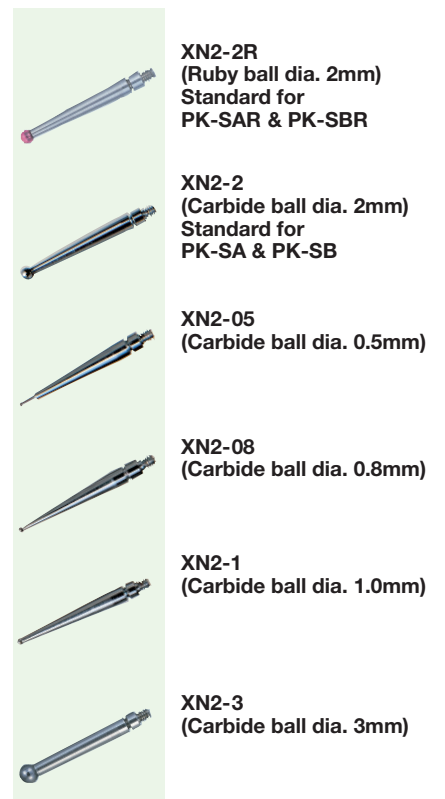 XN2-2R
(Ruby ball dia. 2mm)
Standard for
PK-SAR & PK-SBR
XN2-2
(Carbide ball dia. 2mm)
Standard for
PK-SA & PK-SB
XN2-05
(Carbide ball dia. 0.5mm)
XN2-08
(Carbide ball dia. 0.8mm)
XN2-1
(Carbide ball dia. 1.0mm)
XN2-3
(Carbide ball dia. 3mm)